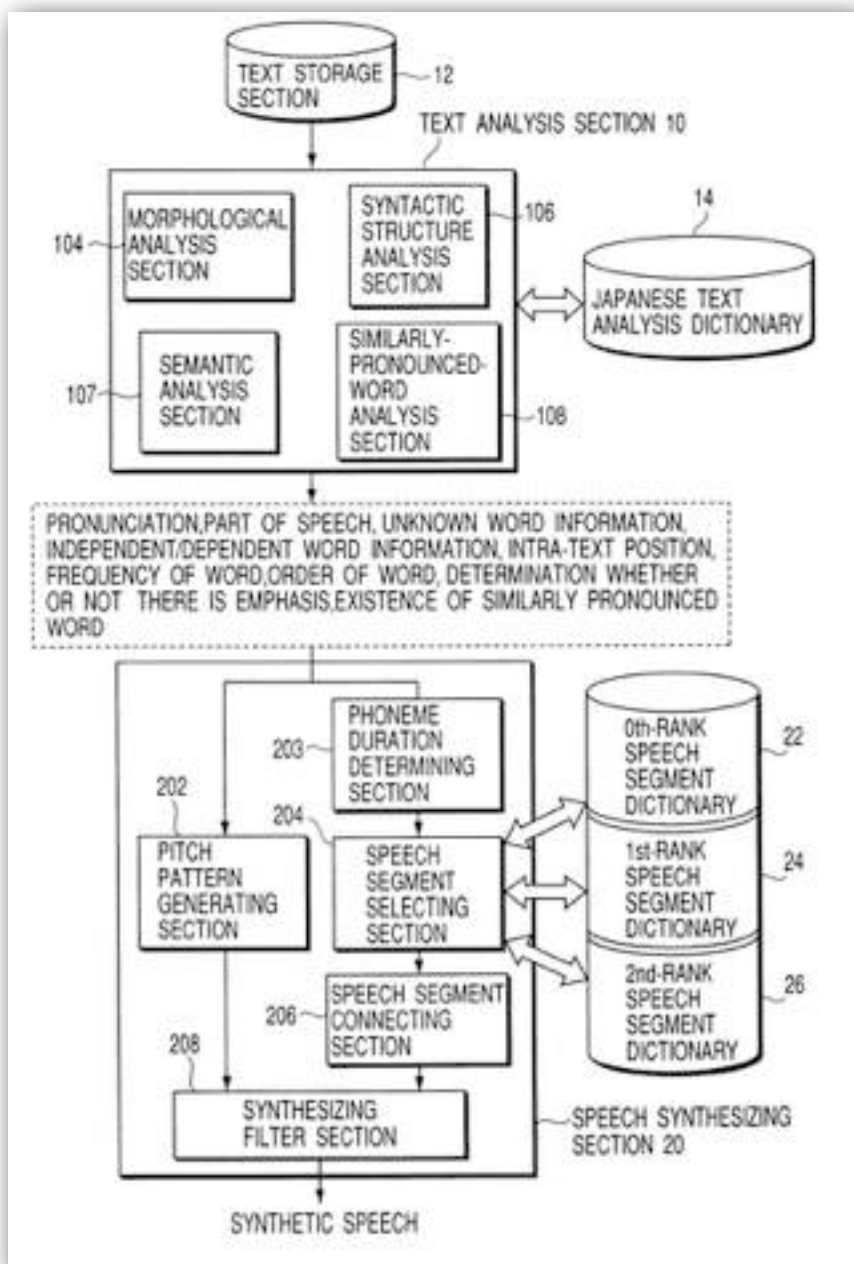 TEXT STORAGE
SECTION
12
TEXT ANALYSIS SECTION 10
MORPHOLOGICAL
ANALYSIS
SECTION
104
SYNTACTIC
STRUCTURE
ANALYSIS
SECTION
106
14
JAPANESE TEXT
ANALYSIS DICTIONARY
SEMANTIC
ANALYSIS
SECTION
107
SIMILARLY-
PRONOUNCED-
WORD
ANALYSIS
SECTION
108
PRONUNCIATION,PART OF SPEECH, UNKNOWN WORD INFORMATION,
INDEPENDENT/DEPENDENT WORD INFORMATION, INTRA-TEXT POSITION,
FREQUENCY OF WORD,ORDER OF WORD, DETERMINATION WHETHER
OR NOT THERE IS EMPHASIS,EXISTENCE OF SIMILARLY PRONOUNCED
WORD
203
PHONEME
DURATION
DETERMINING
SECTION
0th-RANK
SPEECH
SEGMENT
DICTIONARY
22
202
PITCH
PATTERN
GENERATING
SECTION
204
SPEECH
SEGMENT
SELECTING
SECTION
1st-RANK
SPEECH
SEGMENT
DICTIONARY
24
206
SPEECH SEGMENT
CONNECTING
SECTION
2nd-RANK
SPEECH
SEGMENT
DICTIONARY
26
208
SYNTHESIZING
FILTER SECTION
SPEECH SYNTHESIZING
SECTION 20
SYNTHETIC SPEECH